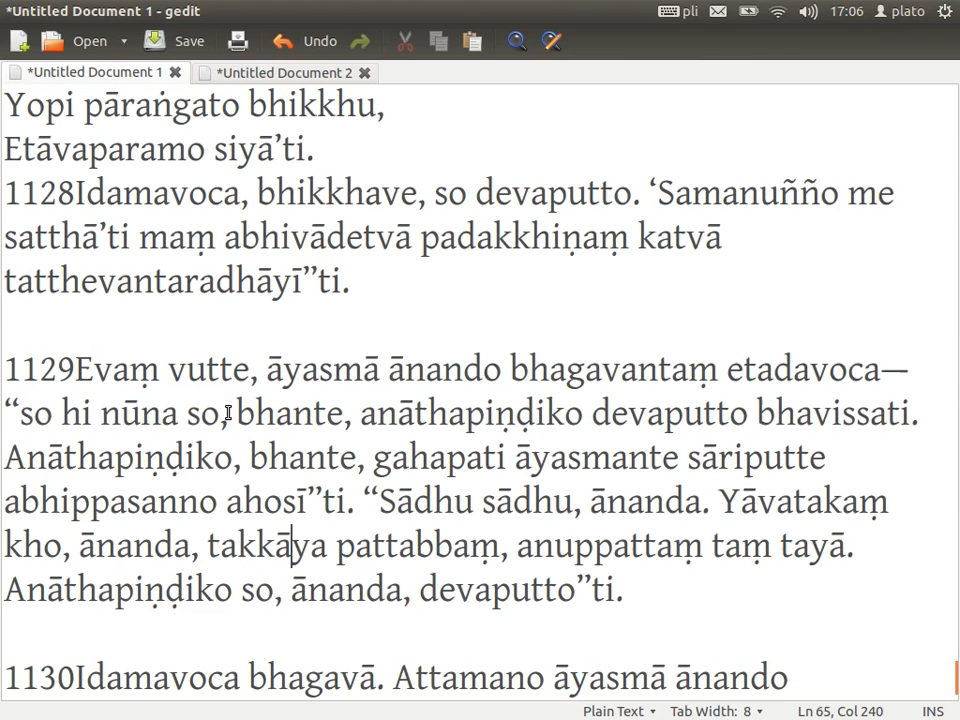 *Untitled Document 1 - gedit
pli
17:06
plato
Open
Save
Undo
*Untitled Document 1
*Untitled Document 2
Yopi pāraṅgato bhikkhu,
Etāvaparamo siyā’ti.
1128Idamavoca, bhikkhave, so devaputto. ‘Samanuñño me
satthā’ti maṃ abhivādetvā padakkhiṇaṃ katvā
tatthevantaradhāyī”ti.
1129Evaṃ vutte, āyasmā ānando bhagavantaṃ etadavoca—
“so hi nūna so, bhante, anāthapiṇḍiko devaputto bhavissati.
Anāthapiṇḍiko, bhante, gahapati āyasmante sāriputte
abhippasanno ahosī”ti. “Sādhu sādhu, ānanda. Yāvatakaṃ
kho, ānanda, takkāya pattabbaṃ, anuppattaṃ taṃ tayā.
Anāthapiṇḍiko so, ānanda, devaputto”ti.
1130Idamavoca bhagavā. Attamano āyasmā ānando
Plain Text
Tab Width: 8
Ln 65, Col 240
INS